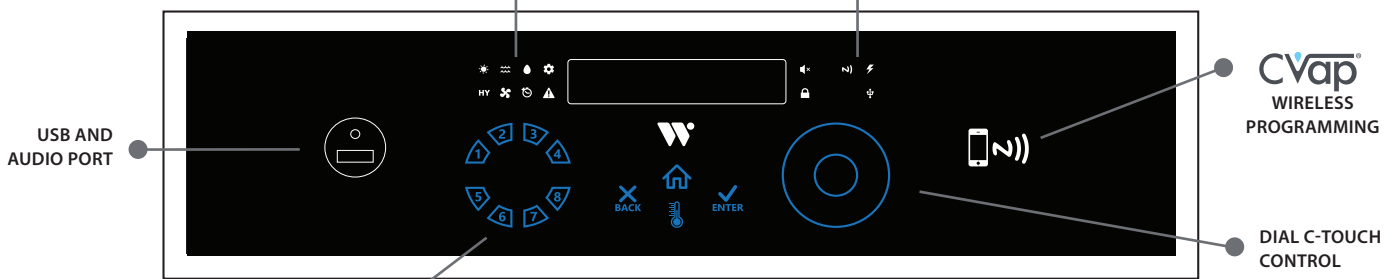 HY
USB AND
AUDIO PORT
1
2
3
4
5
6
7
8
BACK
ENTER
CVap®
WIRELESS
PROGRAMMING
DIAL C-TOUCH
CONTROL